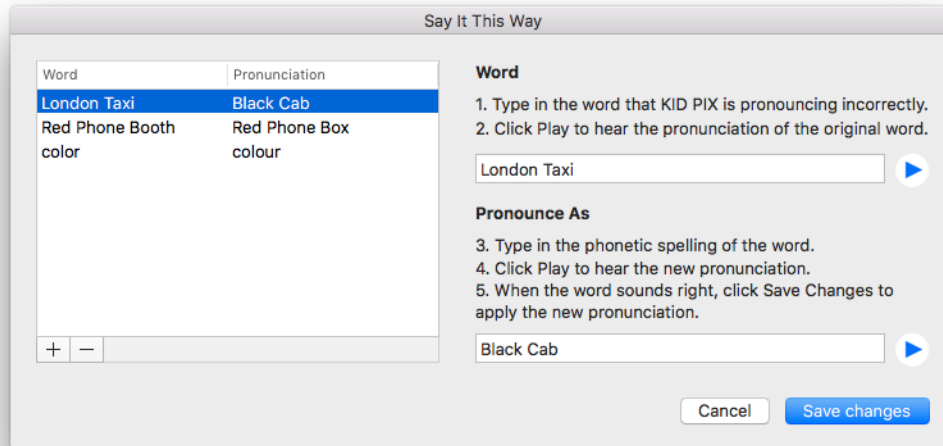 Say It This Way
Word Pronunciation
London Taxi Black Cab
Red Phone Booth Red Phone Box
color colour
+ −
Word
1. Type in the word that KID PIX is pronouncing incorrectly.
2. Click Play to hear the pronunciation of the original word.
London Taxi
Pronounce As
3. Type in the phonetic spelling of the word.
4. Click Play to hear the new pronunciation.
5. When the word sounds right, click Save Changes to
apply the new pronunciation.
Black Cab
Cancel Save changes